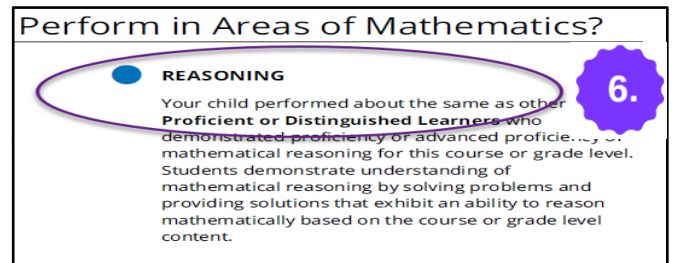 Perform in Areas of Mathematics?
REASONING
6.
Your child performed about the same as other
Proficient or Distinguished Learners who
demonstrated proficiency or advanced proficiency of
mathematical reasoning for this course or grade level.
Students demonstrate understanding of
mathematical reasoning by solving problems and
providing solutions that exhibit an ability to reason
mathematically based on the course or grade level
content.